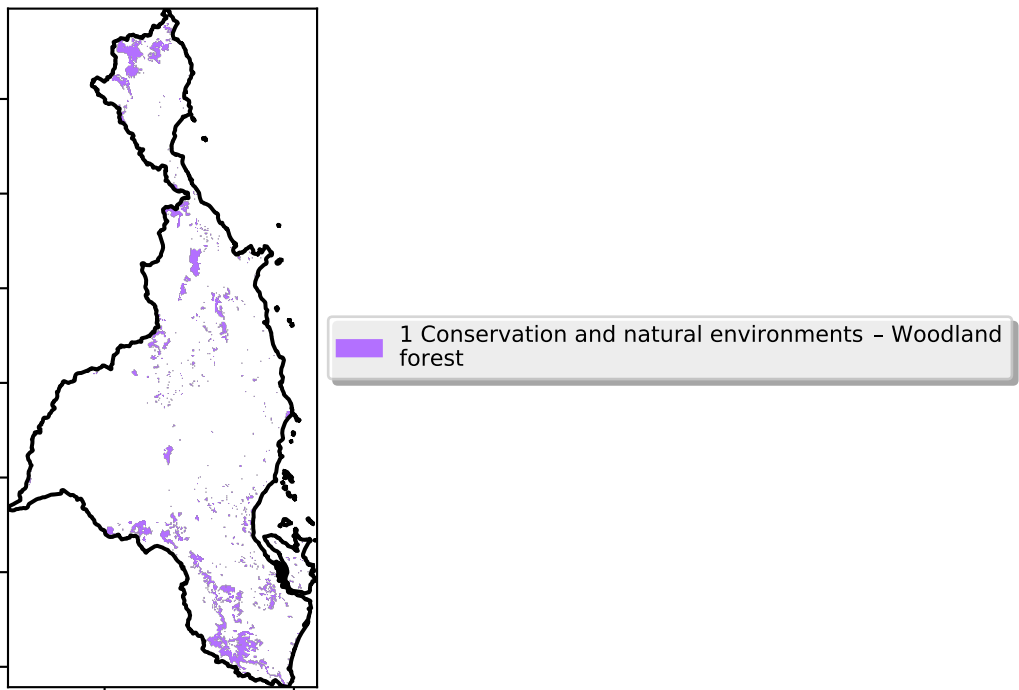 1 Conservation and natural environments – Woodland
forest